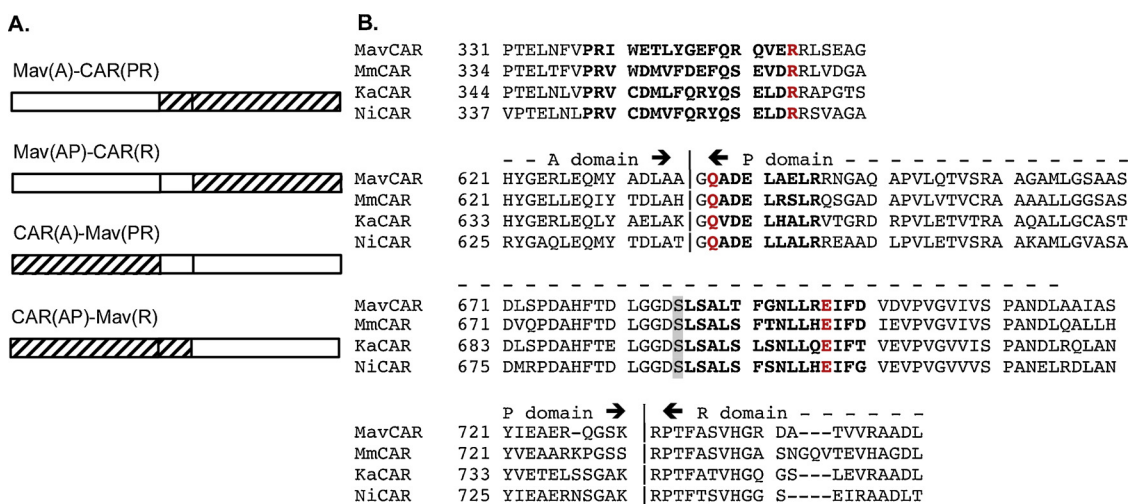 A.
Mav(A)-CAR(PR)
Mav(AP)-CAR(R)
CAR(A)-Mav(PR)
CAR(AP)-Mav(R)
B.
MavCAR 331 PTELNFVPRI WETLYGEFQR QVERRLSEAG
MmCAR 334 PTELTFVPRV WDMVFDEFQS EVDRRLVDGA
KaCAR 344 PTELNLVPRV CDMLFQRYQS ELDRRAPGTS
NiCAR 337 VPTELNLPRV CDMVFQRYQS ELDRRSVAGA
- - A domain → | ← P domain - - - - - - - - - - - - - - -
MavCAR 621 HYGERLEQMY ADLAA|GQADE LAELRRNGAQ APVLQTVSRA AGAMLGSAAS
MmCAR 621 HYGELLEQIY TDLAH|GQADE LRSLRQSGAD APVLVTVCRA AAALLGGSAS
KaCAR 633 HYGERLEQLY AELAK|GQVDE LHALRVTGRD RPVLETVTRA AQALLGCAST
NiCAR 625 RYGAQLEQMY TDLAT|GQADE LLALRREAAD LPVLETVSRA AKAMLGVASA
- - - - - - - - - - - - - - - - - - - - - - - - - - - - - -
MavCAR 671 DLSPDAHFTD LGGDSLSALT FGNLLREIFD VDVPVGVIVS PANDLAAIAS
MmCAR 671 DVQPDAHFTD LGGDSLSALS FTNLLHEIFD IEVPVGVIVS PANDLQALLH
KaCAR 683 DLSPDAHFTE LGGDSLSALS LSNLLQEIFT VEVPVGVVIS PANDLRQLAN
NiCAR 675 DMRPDAHFTD LGGDSLSALS FSNLLHEIFG VEVPVGVVVS PANELRDLAN
P domain → | ← R domain - - - - - -
MavCAR 721 YIEAER-QGSK |RPTFASVHGR DA---TVVRAADL
MmCAR 721 YVEAARKPGSS |RPTFASVHGA SNGQVTEVHAGDL
KaCAR 733 YVETELSSGAK |RPTFATVHGQ GS---LEVRAADL
NiCAR 725 YIEAERNSGAK |RPTFTSVHGG S----EIRAADLT